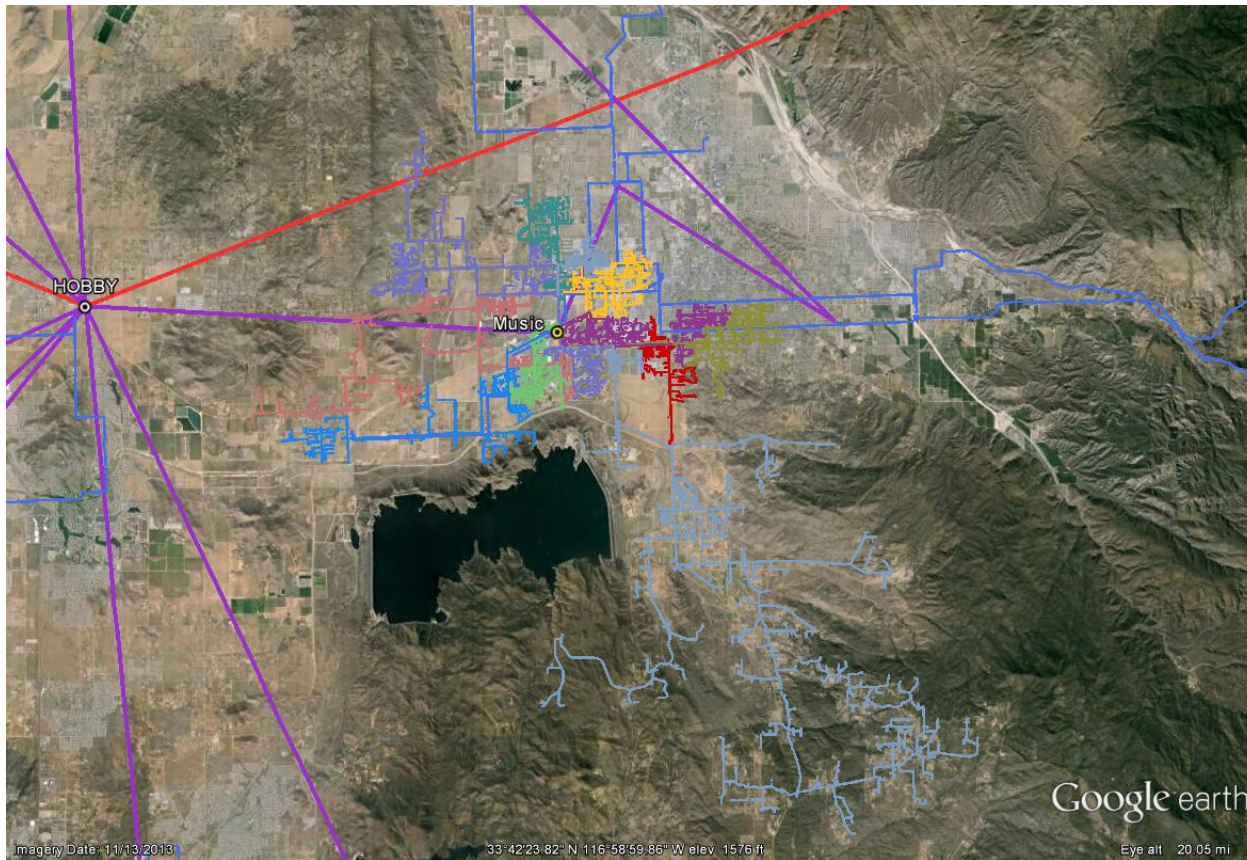 HOBBY
Music
Google earth
Imagery Date: 11/13/2013 33°42'23.82" N 116°58'59.86" W elev 1576 ft Eye alt 20.05 mi